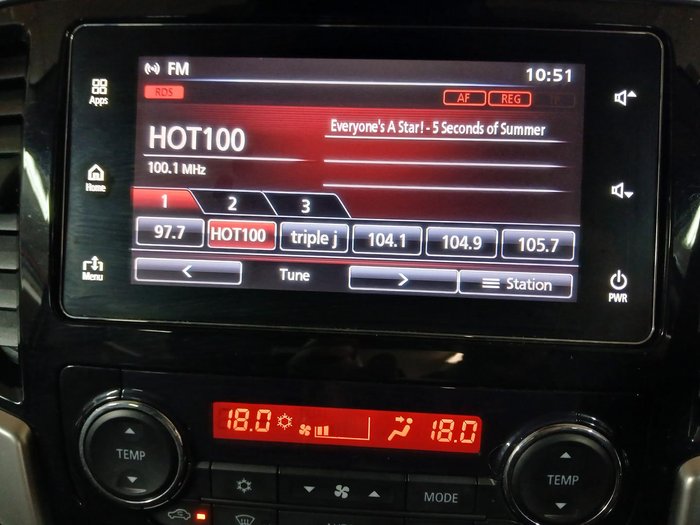 FM
10:51
Apps
RDS
AF REG
HOT100
Everyone's A Star! - 5 Seconds of Summer
100.1 MHz
Home
1 2 3
97.7 HOT100 triple j 104.1 104.9 105.7
< Tune > Station
Menu
PWR
18.0 18.0
TEMP
TEMP
MODE